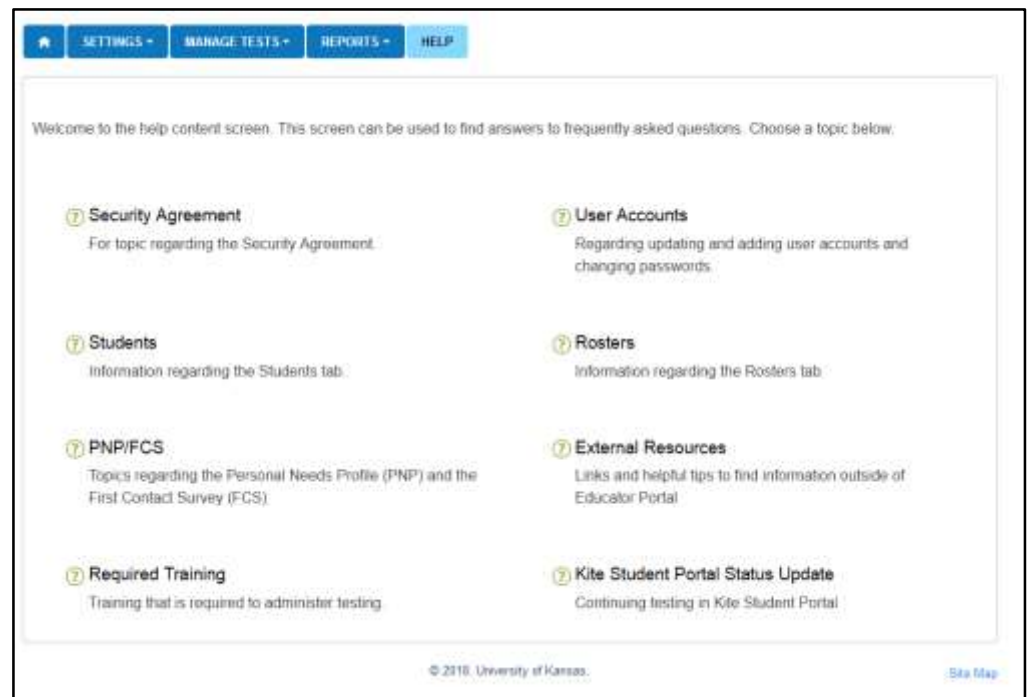 SETTINGS MANAGE TESTS REPORTS HELP
Welcome to the help content screen. This screen can be used to find answers to frequently asked questions. Choose a topic below.
? Security Agreement
For topic regarding the Security Agreement.
? User Accounts
Regarding updating and adding user accounts and
changing passwords.
? Students
Information regarding the Students tab.
? Rosters
Information regarding the Rosters tab
? PNP/FCS
Topics regarding the Personal Needs Profile (PNP) and the
First Contact Survey (FCS).
? External Resources
Links and helpful tips to find information outside of
Educator Portal
? Required Training
Training that is required to administer testing.
? Kite Student Portal Status Update
Continuing testing in Kite Student Portal
© 2018. University of Kansas.
Site Map